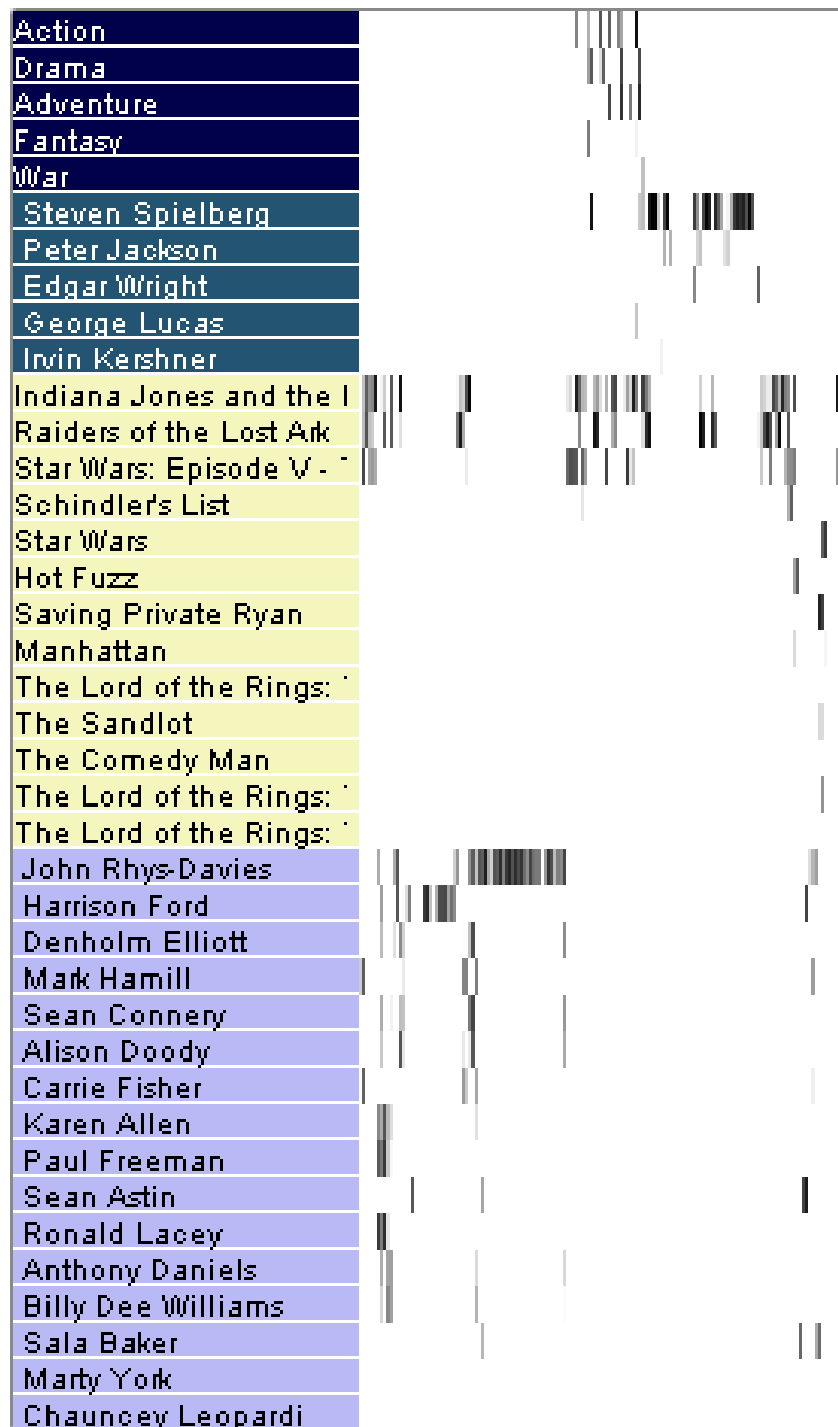 Action
Drama
Adventure
Fantasy
War
Steven Spielberg
Peter Jackson
Edgar Wright
George Lucas
Irvin Kershner
Indiana Jones and the l
Raiders of the Lost Ark
Star Wars: Episode V -
Schindler's List
Star Wars
Hot Fuzz
Saving Private Ryan
Manhattan
The Lord of the Rings:
The Sandlot
The Comedy Man
The Lord of the Rings:
The Lord of the Rings:
John Rhys-Davies
Harrison Ford
Denholm Elliott
Mark Hamill
Sean Connery
Alison Doody
Carrie Fisher
Karen Allen
Paul Freeman
Sean Astin
Ronald Lacey
Anthony Daniels
Billy Dee Williams
Sala Baker
Marty York
Chauncey Leopardi